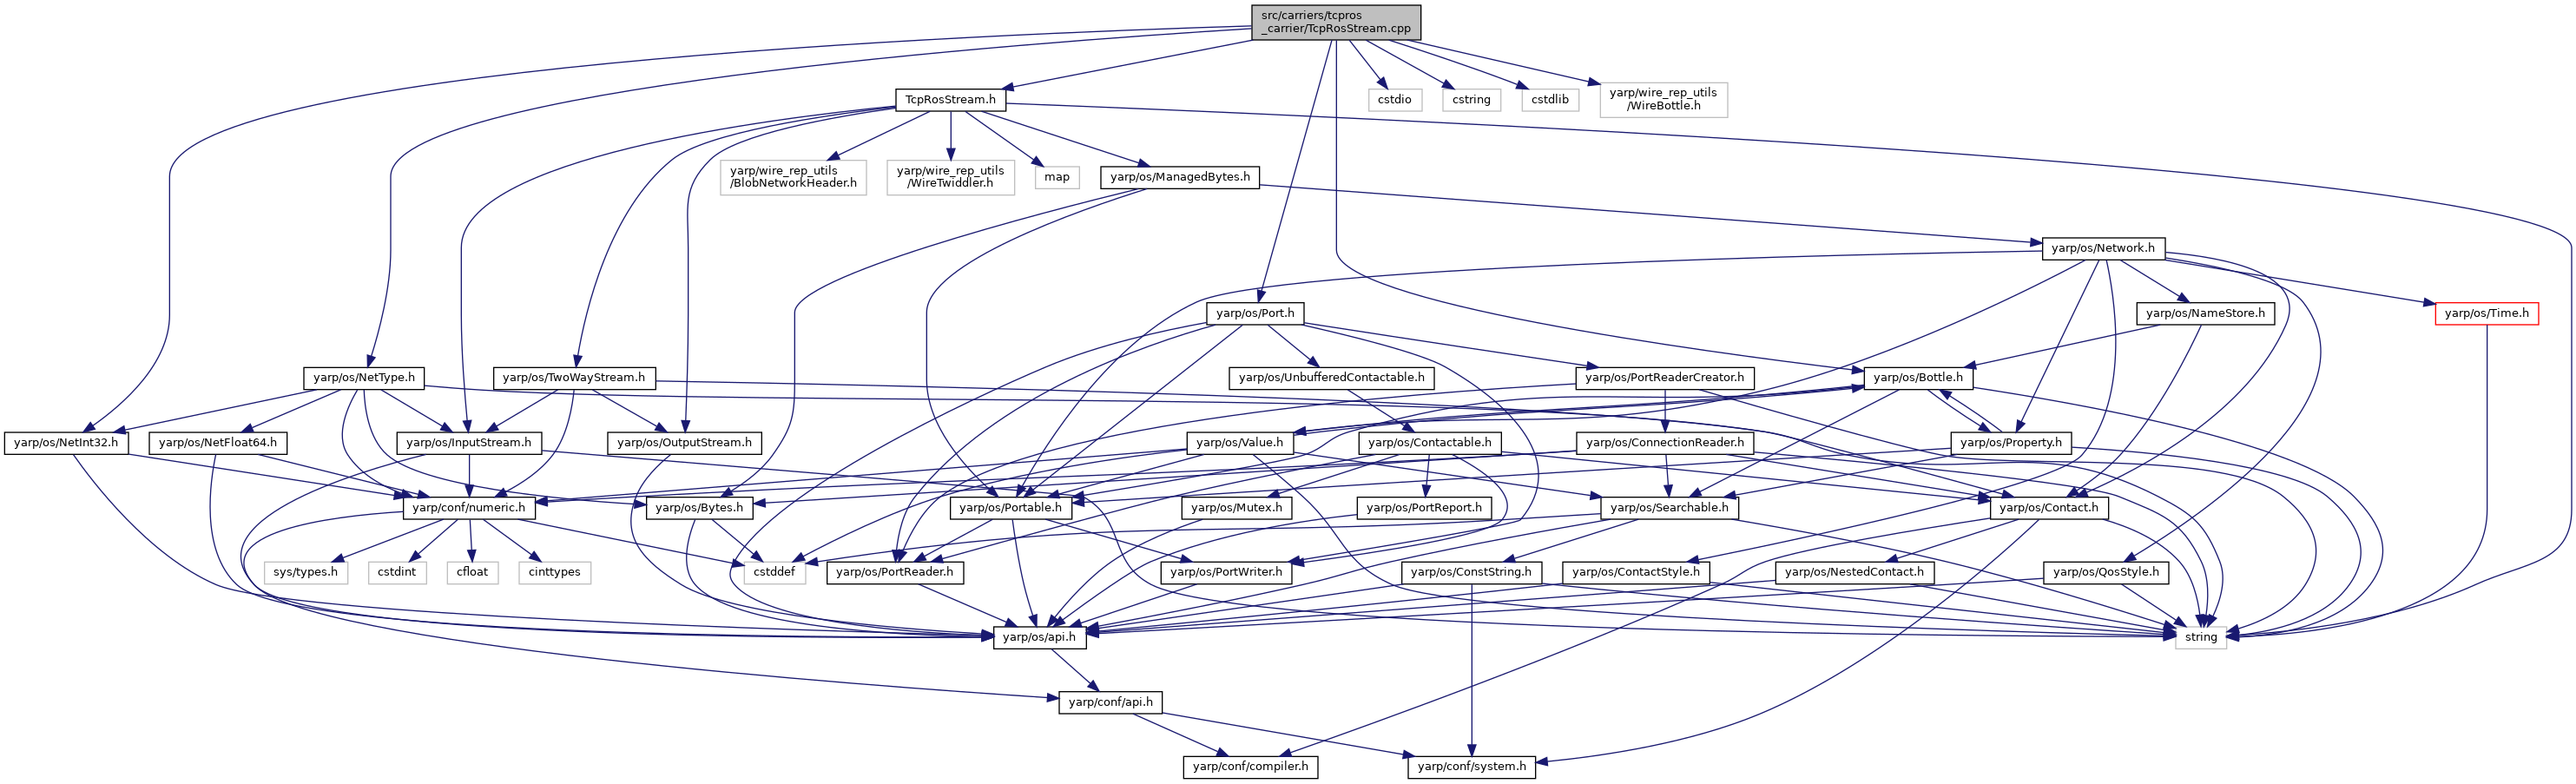 src/carriers/tcpros
_carrier/TcpRosStream.cpp
TcpRosStream.h
cstdio
cstring
cstdlib
yarp/wire_rep_utils
/WireBottle.h
yarp/wire_rep_utils
/BlobNetworkHeader.h
yarp/wire_rep_utils
/WireTwiddler.h
map
yarp/os/ManagedBytes.h
yarp/os/Network.h
yarp/os/Port.h
yarp/os/NameStore.h
yarp/os/Time.h
yarp/os/NetType.h
yarp/os/TwoWayStream.h
yarp/os/UnbufferedContactable.h
yarp/os/PortReaderCreator.h
yarp/os/Bottle.h
yarp/os/NetInt32.h
yarp/os/NetFloat64.h
yarp/os/InputStream.h
yarp/os/OutputStream.h
yarp/os/Value.h
yarp/os/Contactable.h
yarp/os/ConnectionReader.h
yarp/os/Property.h
yarp/conf/numeric.h
yarp/os/Bytes.h
yarp/os/Portable.h
yarp/os/Mutex.h
yarp/os/PortReport.h
yarp/os/Searchable.h
yarp/os/Contact.h
sys/types.h
cstdint
cfloat
cinttypes
cstddef
yarp/os/PortReader.h
yarp/os/PortWriter.h
yarp/os/ConstString.h
yarp/os/ContactStyle.h
yarp/os/NestedContact.h
yarp/os/QosStyle.h
yarp/os/api.h
string
yarp/conf/api.h
yarp/conf/compiler.h
yarp/conf/system.h